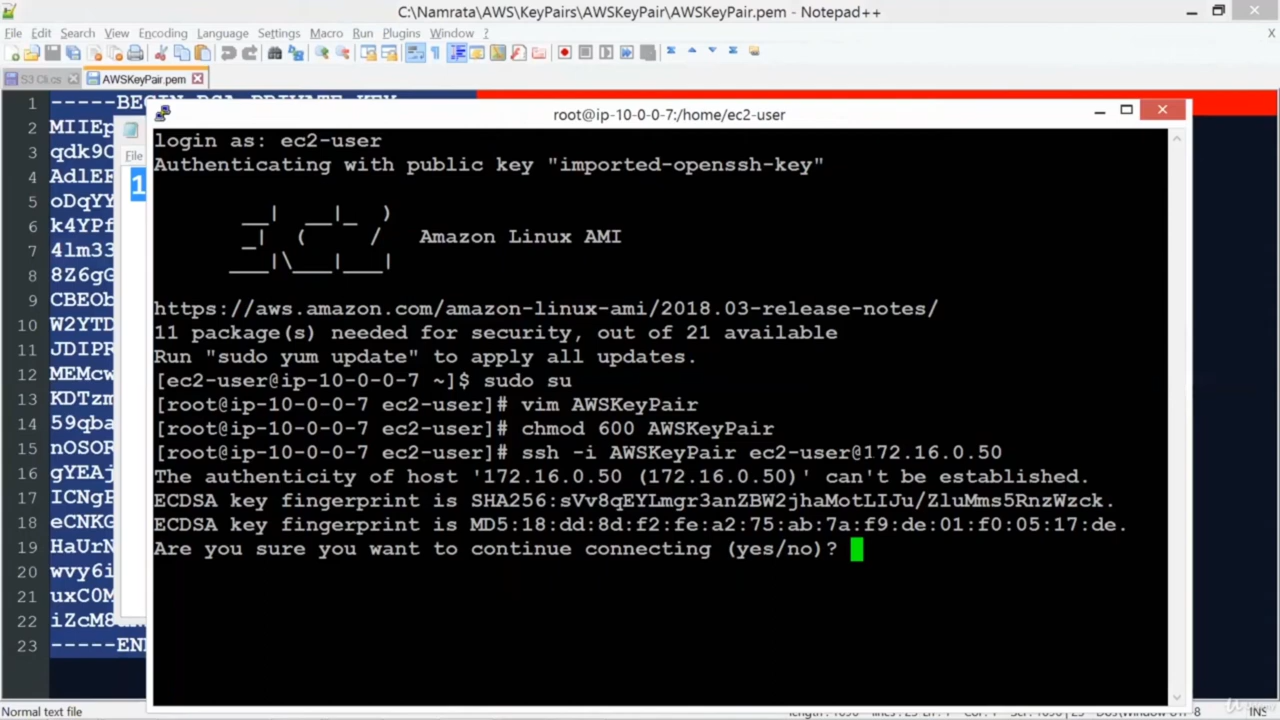 C:\Namrata\AWS\KeyPairs\AWSKeyPair\AWSKeyPair.pem - Notepad++
File Edit Search View Encoding Language Settings Macro Run Plugins Window ? X
S3 Cli.cs AWSKeyPair.pem
root@ip-10-0-0-7:/home/ec2-user
File
1
login as: ec2-user
Authenticating with public key "imported-openssh-key"
Amazon Linux AMI
https://aws.amazon.com/amazon-linux-ami/2018.03-release-notes/
11 package(s) needed for security, out of 21 available
Run "sudo yum update" to apply all updates.
[ec2-user@ip-10-0-0-7 ~]$ sudo su
[root@ip-10-0-0-7 ec2-user]# vim AWSKeyPair
[root@ip-10-0-0-7 ec2-user]# chmod 600 AWSKeyPair
[root@ip-10-0-0-7 ec2-user]# ssh -i AWSKeyPair ec2-user@172.16.0.50
The authenticity of host '172.16.0.50 (172.16.0.50)' can't be established.
ECDSA key fingerprint is SHA256:sVv8qEYLmgr3anZBW2jhaMotLIJu/ZluMms5RnzWzck.
ECDSA key fingerprint is MD5:18:dd:8d:f2:fe:a2:75:ab:7a:f9:de:01:f0:05:17:de.
Are you sure you want to continue connecting (yes/no)?
1
2 MIIEp
3 qdk9C
4
5 oDqYY
6 k4YPf
7 4lm33
8 8Z6gG
9 CBEOb
10 W2YTD
11 JDIPR
12 MEMcw
13 KDTzm
14 59qba
15 nOSOR
16 gYEAj
17 ICNgP
18 eCNKG
19 HaUrN
20 wvy6i
21 uxC0M
22
23 -----EN
Normal text file
INS